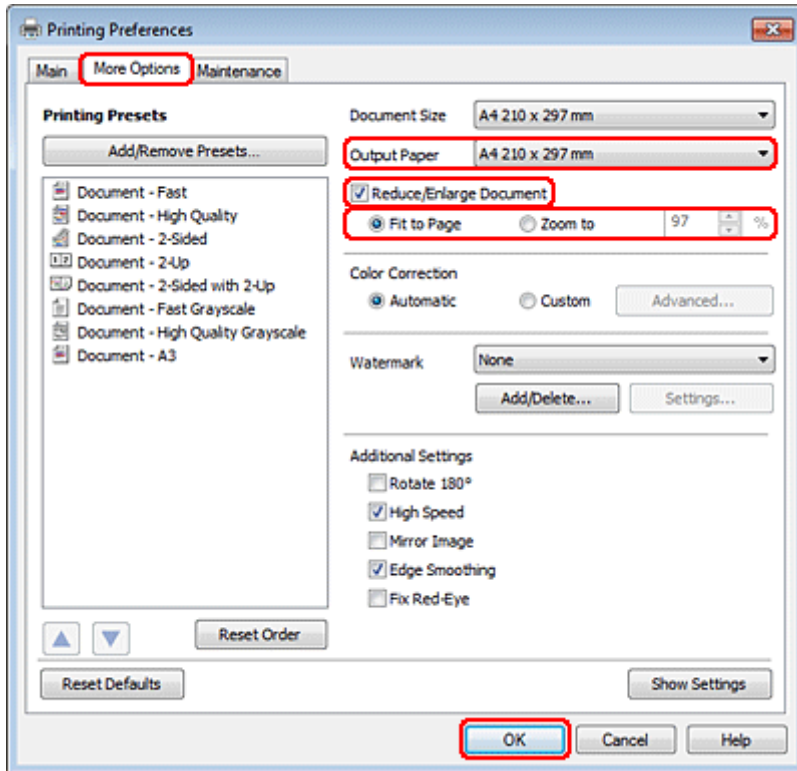 Printing Preferences
Main More Options Maintenance
Printing Presets
Add/Remove Presets...
Document - Fast
Document - High Quality
Document - 2-Sided
Document - 2-Up
Document - 2-Sided with 2-Up
Document - Fast Grayscale
Document - High Quality Grayscale
Document - A3
Reset Order
Document Size A4 210 x 297 mm
Output Paper A4 210 x 297 mm
Reduce/Enlarge Document
Fit to Page Zoom to 97 %
Color Correction
Automatic Custom Advanced...
Watermark None
Add/Delete... Settings...
Additional Settings
Rotate 180°
High Speed
Mirror Image
Edge Smoothing
Fix Red-Eye
Reset Defaults Show Settings
OK Cancel Help